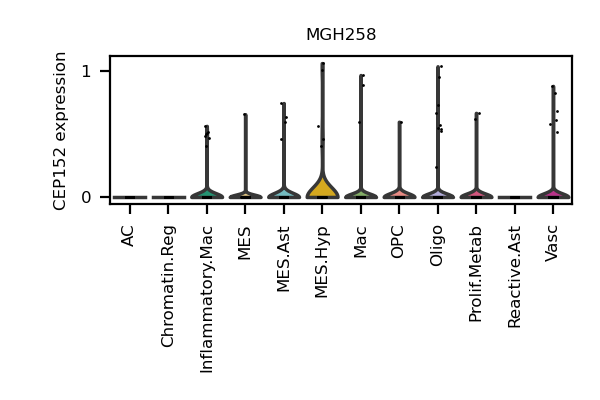 MGH258
CEP152 expression
1
0
AC
Chromatin.Reg
Inflammatory.Mac
MES
MES.Ast
MES.Hyp
Mac
OPC
Oligo
Prolif.Metab
Reactive.Ast
Vasc